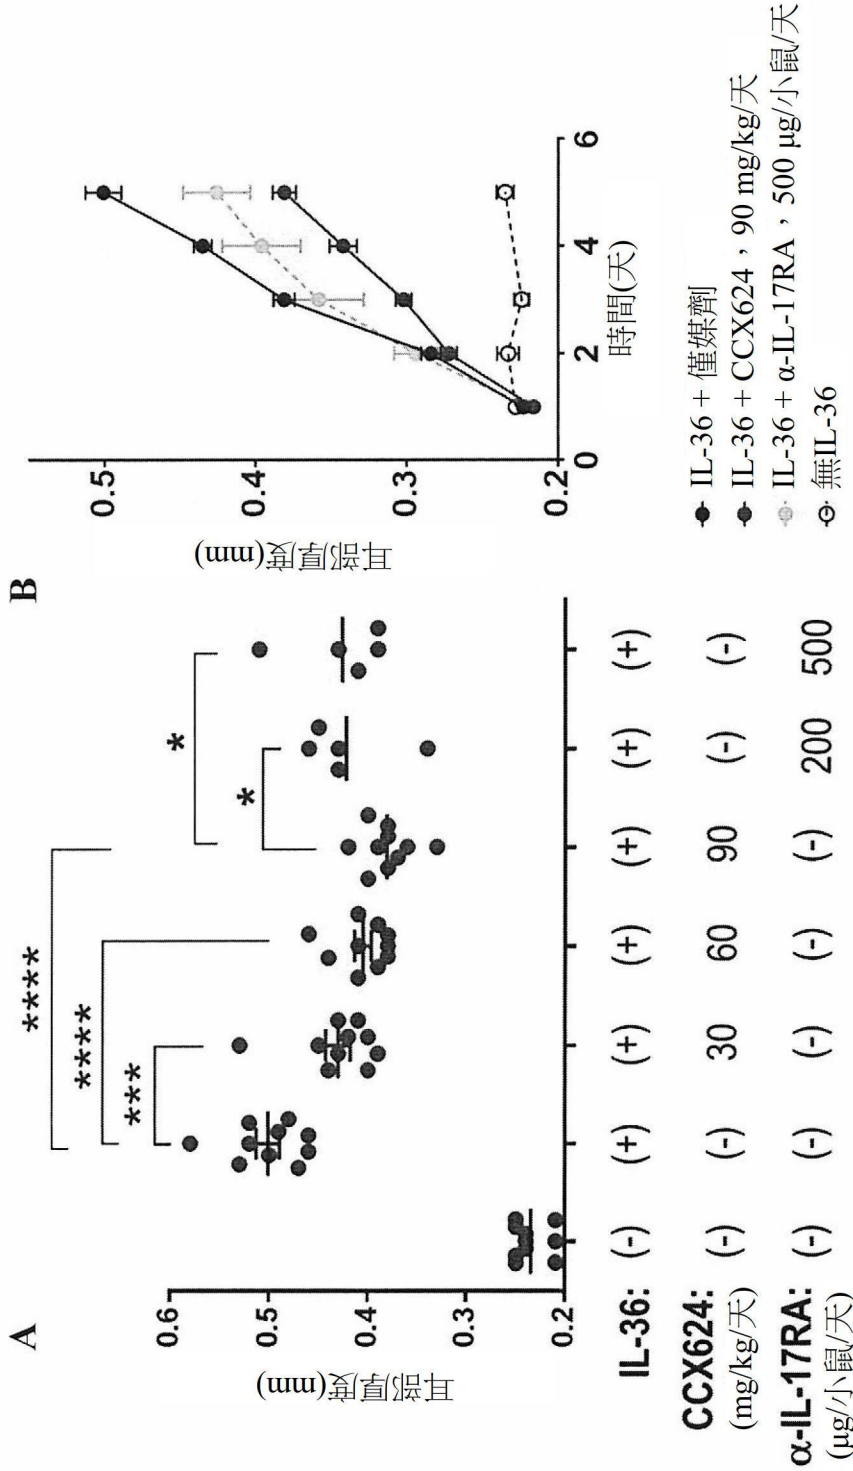 A
耳部厚度(mm)
0.6
0.5
0.4
0.3
0.2
***
****
****
*
*
IL-36: (-) (+) (+) (+) (+) (+) (+)
CCX624: (-) (-) 30 60 90 (-) (-)
(mg/kg/天)
α-IL-17RA: (-) (-) (-) (-) (-) 200 500
(μg/小鼠/天)
B
耳部厚度(mm)
0.5
0.4
0.3
0.2
0 2 4 6
時間(天)
IL-36 + 僅媒劑
IL-36 + CCX624，90 mg/kg/天
IL-36 + α-IL-17RA，500 μg/小鼠/天
無IL-36